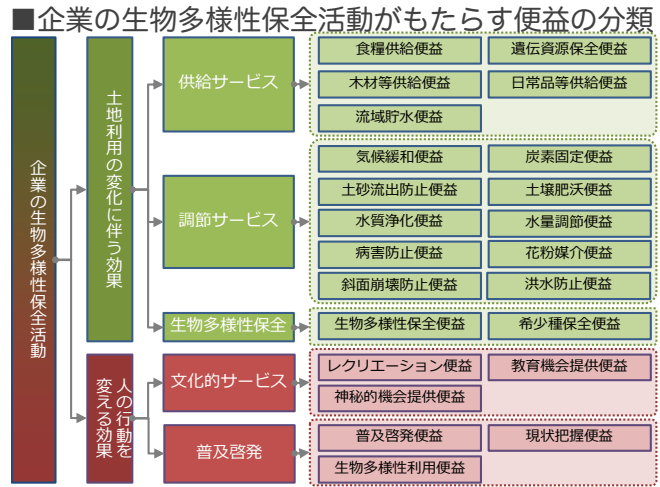 ■企業の生物多様性保全活動がもたらす便益の分類
企業の生物多様性保全活動
土地利用の変化に伴う効果
供給サービス
食糧供給便益
遺伝資源保全便益
木材等供給便益
日常品等供給便益
流域貯水便益
調節サービス
気候緩和便益
炭素固定便益
土砂流出防止便益
土壌肥沃便益
水質浄化便益
水量調節便益
病害防止便益
花粉媒介便益
斜面崩壊防止便益
洪水防止便益
生物多様性保全
生物多様性保全便益
希少種保全便益
人の行動を
変える効果
文化的サービス
レクリエーション便益
教育機会提供便益
神秘的機会提供便益
普及啓発
普及啓発便益
現状把握便益
生物多様性利用便益